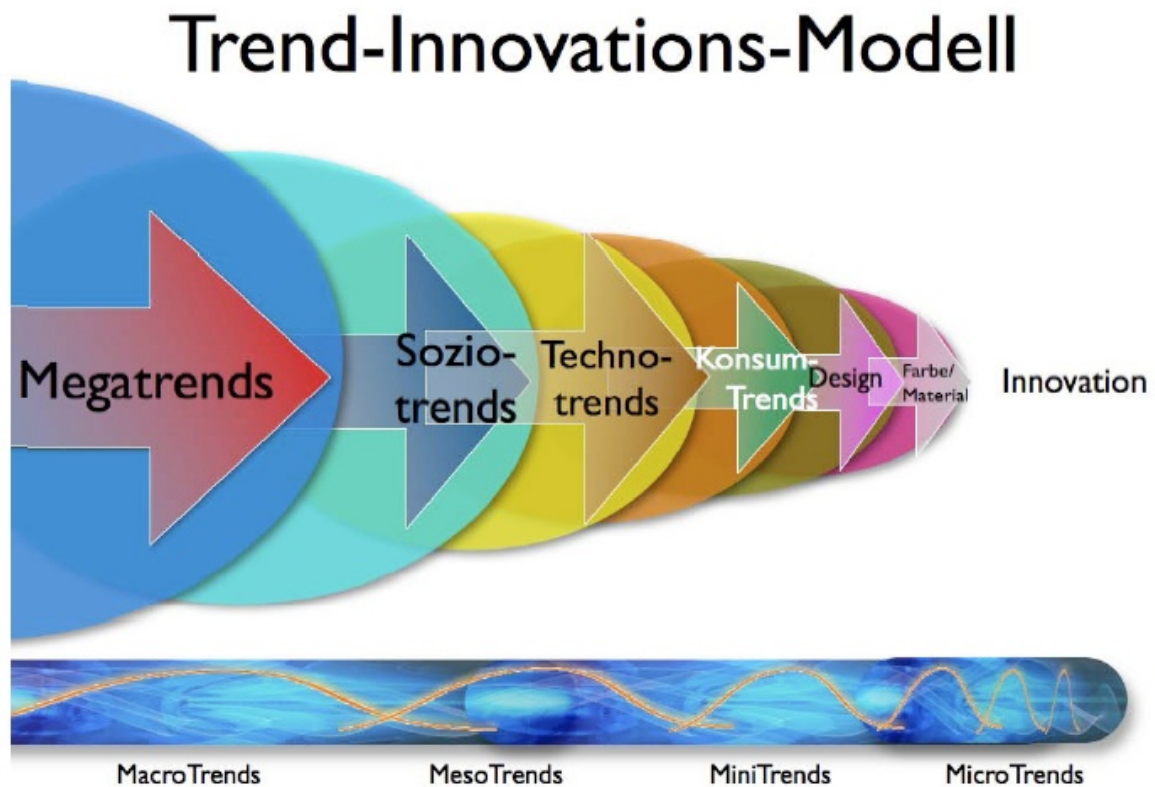 Trend-Innovations-Modell
Megatrends
Sozio-
trends
Techno-
trends
Konsum-
Trends
Design
Farbe/
Material
Innovation
MacroTrends
MesoTrends
MiniTrends
MicroTrends